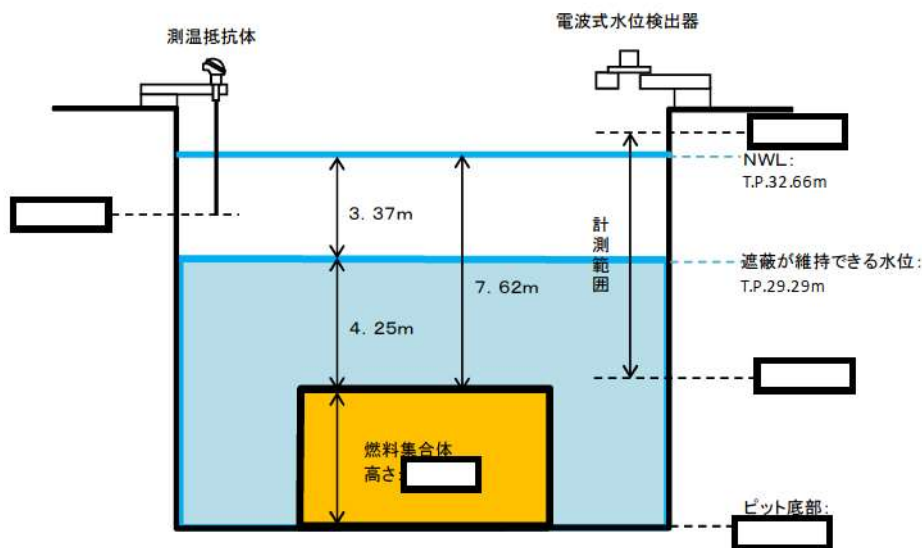 測温抵抗体
電波式水位検出器
NWL:
T.P.32.66m
3.37m
計測範囲
遮蔽が維持できる水位:
T.P.29.29m
7.62m
4.25m
燃料集合体
高さ:
ピット底部: